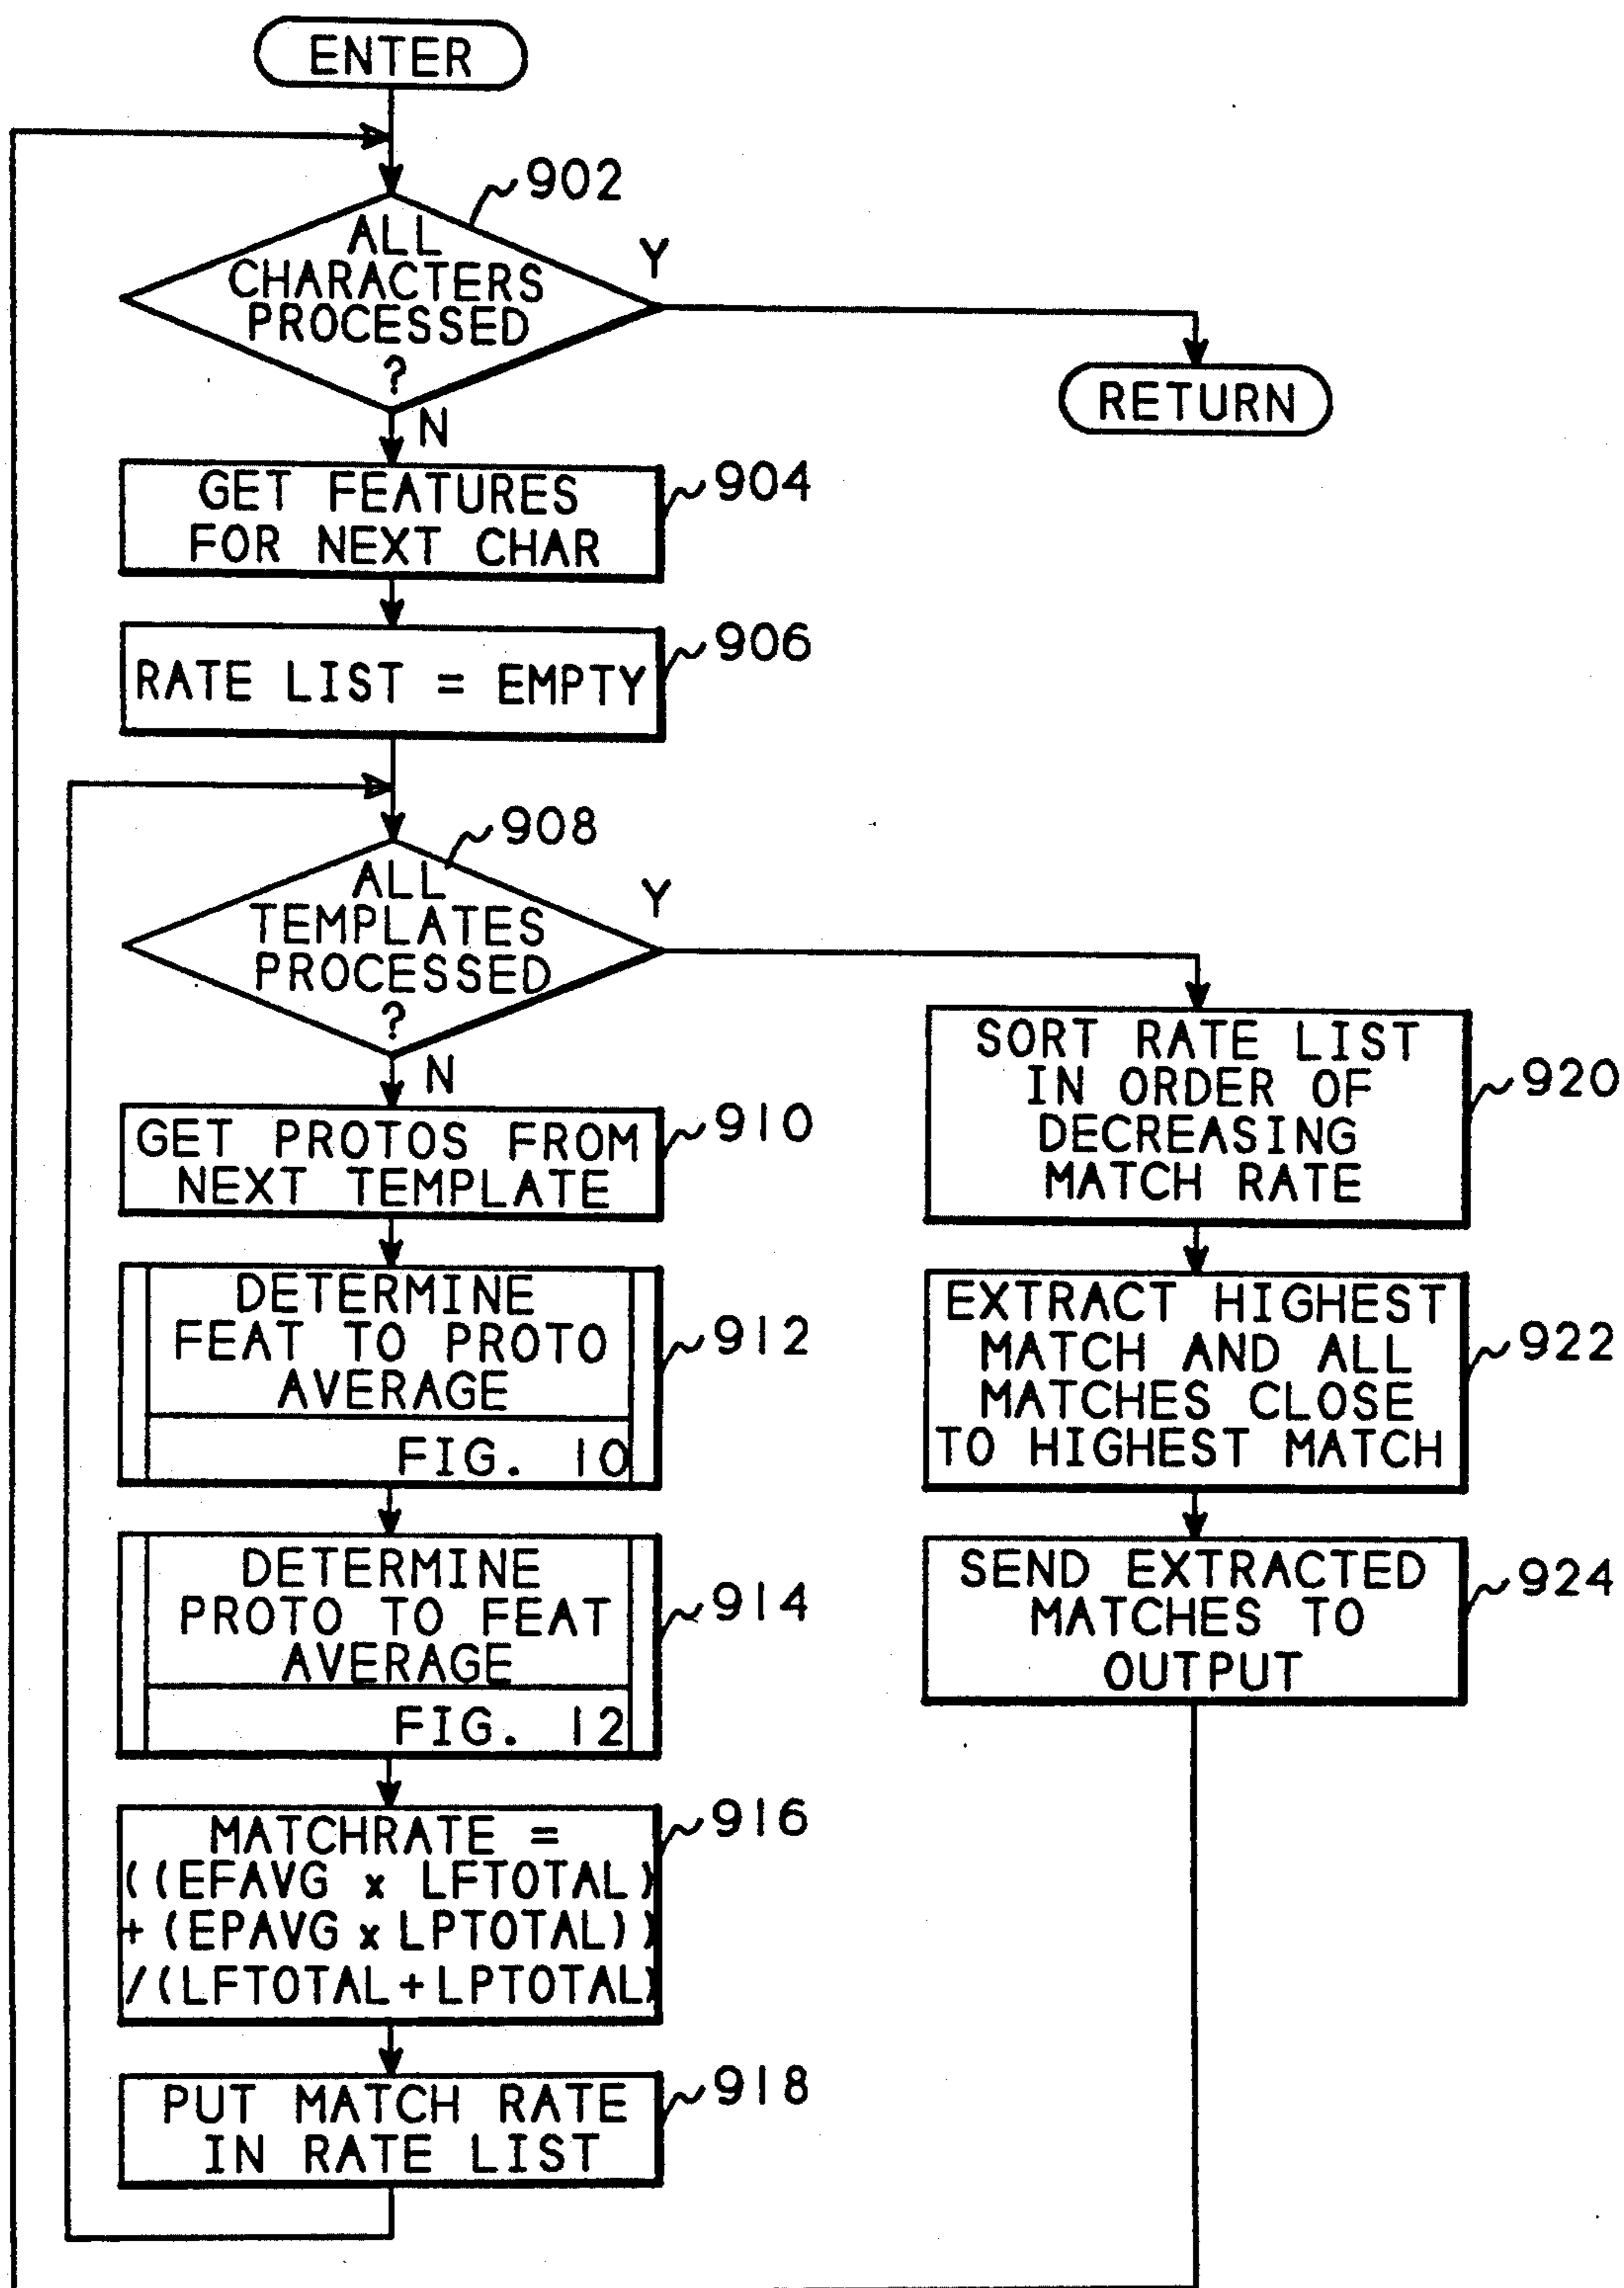 ENTER
902
ALL
CHARACTERS
PROCESSED
?
Y
N
RETURN
GET FEATURES
FOR NEXT CHAR
904
RATE LIST = EMPTY
906
908
ALL
TEMPLATES
PROCESSED
?
Y
N
GET PROTOS FROM
NEXT TEMPLATE
910
DETERMINE
FEAT TO PROTO
AVERAGE
FIG. 10
912
DETERMINE
PROTO TO FEAT
AVERAGE
FIG. 12
914
MATCHRATE =
((EFAVG x LFTOTAL)
+ (EPAVG x LPTOTAL))
/(LFTOTAL + LPTOTAL)
916
PUT MATCH RATE
IN RATE LIST
918
SORT RATE LIST
IN ORDER OF
DECREASING
MATCH RATE
920
EXTRACT HIGHEST
MATCH AND ALL
MATCHES CLOSE
TO HIGHEST MATCH
922
SEND EXTRACTED
MATCHES TO
OUTPUT
924